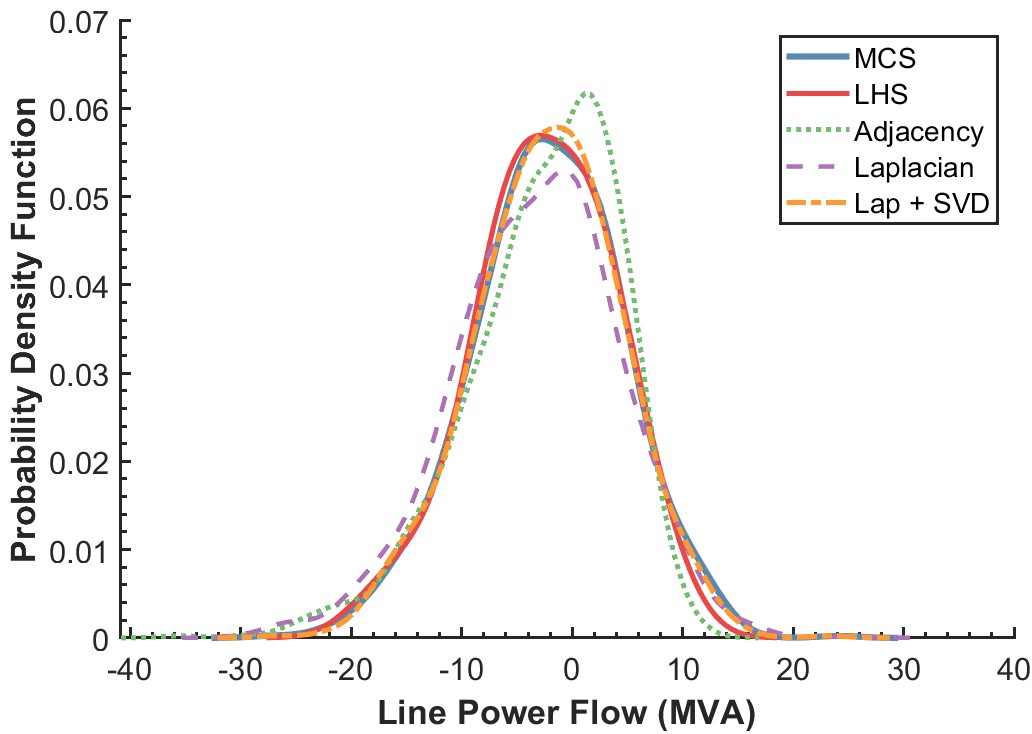 0.07
0.06
0.05
0.04
0.03
0.02
0.01
0
Probability Density Function
MCS
LHS
Adjacency
Laplacian
Lap + SVD
-40 -30 -20 -10 0 10 20 30 40
Line Power Flow (MVA)